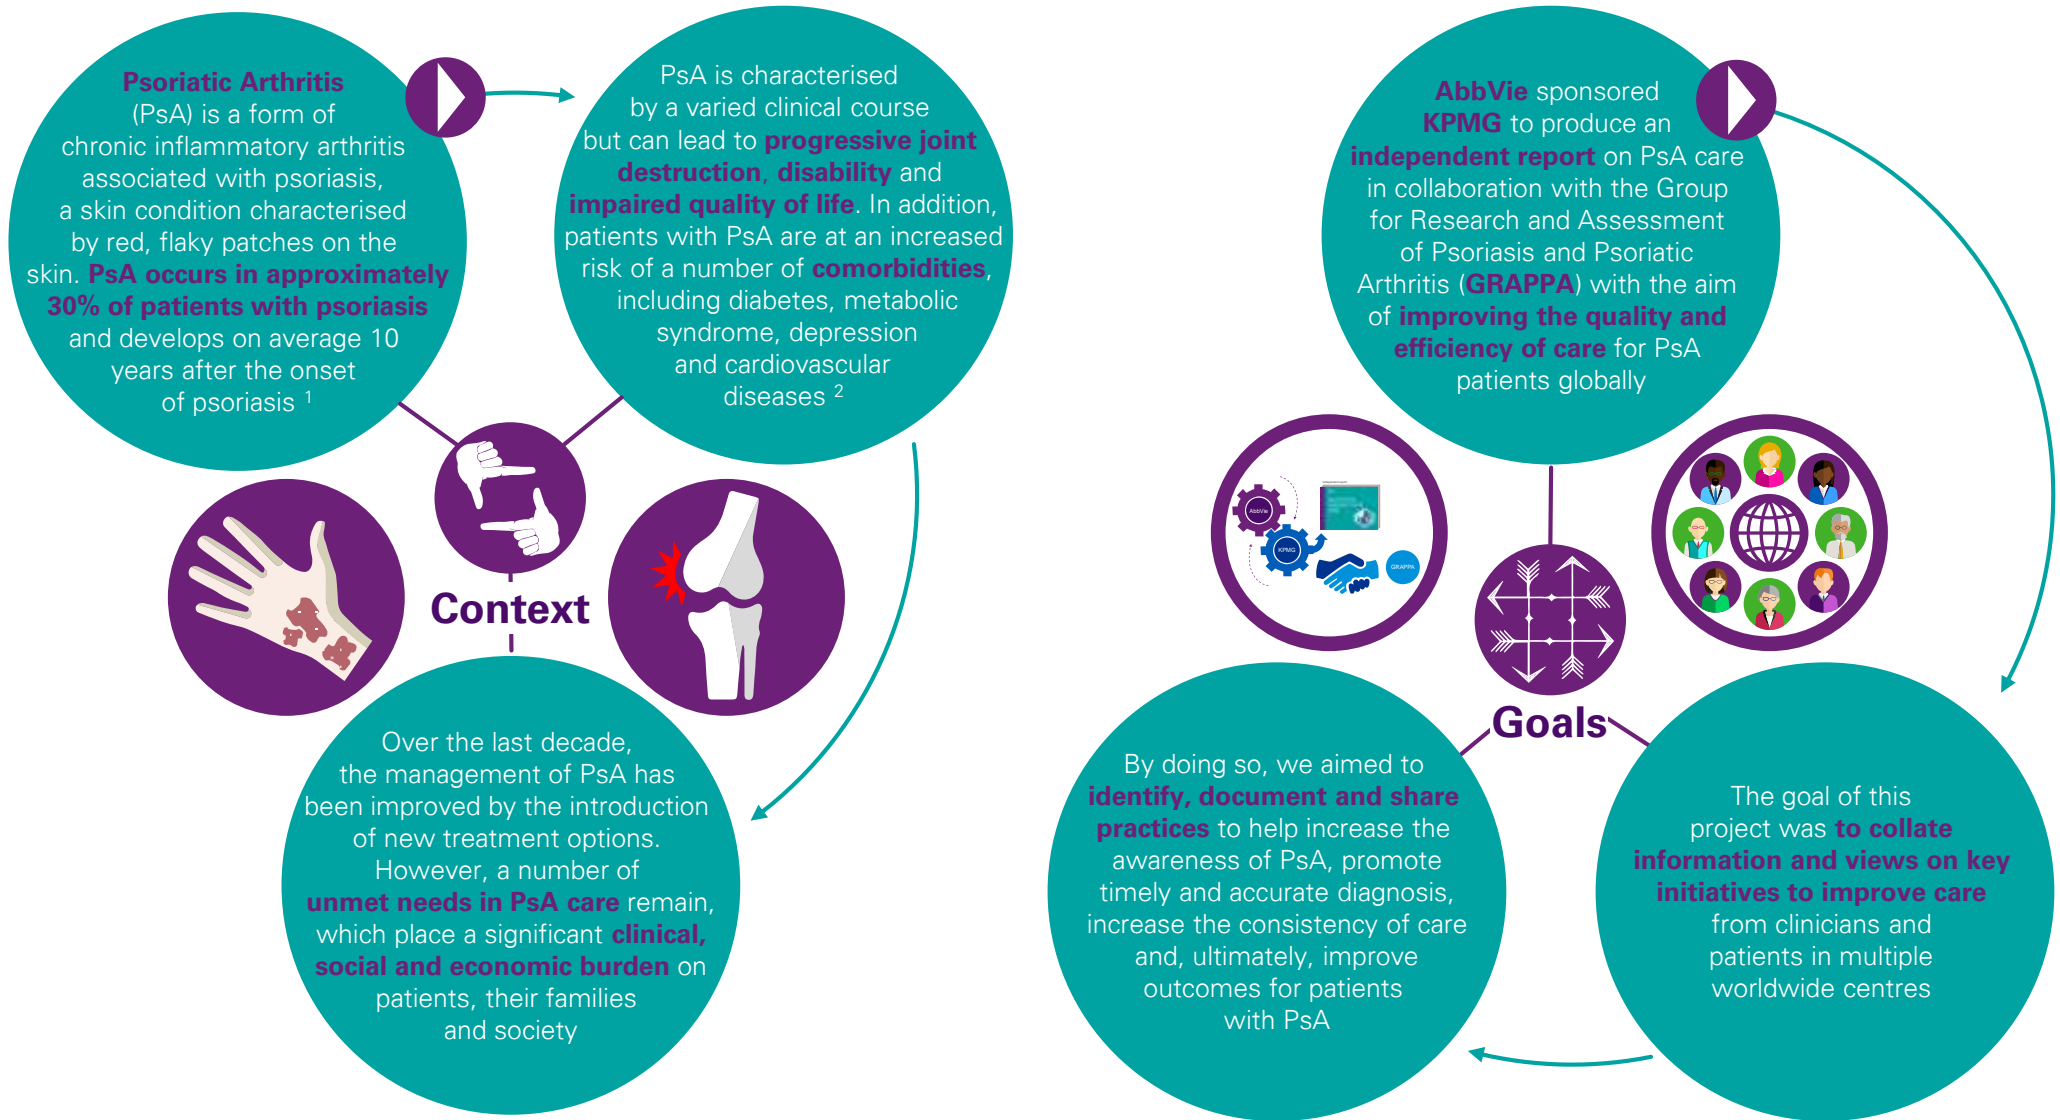 Psoriatic Arthritis
(PsA) is a form of
chronic inflammatory arthritis
associated with psoriasis,
a skin condition characterised
by red, flaky patches on the
skin. PsA occurs in approximately
30% of patients with psoriasis
and develops on average 10
years after the onset
of psoriasis 1
PsA is characterised
by a varied clinical course
but can lead to progressive joint
destruction, disability and
impaired quality of life. In addition,
patients with PsA are at an increased
risk of a number of comorbidities,
including diabetes, metabolic
syndrome, depression
and cardiovascular
diseases 2
Context
Over the last decade,
the management of PsA has
been improved by the introduction
of new treatment options.
However, a number of
unmet needs in PsA care remain,
which place a significant clinical,
social and economic burden on
patients, their families
and society
AbbVie sponsored
KPMG to produce an
independent report on PsA care
in collaboration with the Group
for Research and Assessment
of Psoriasis and Psoriatic
Arthritis (GRAPPA) with the aim
of improving the quality and
efficiency of care for PsA
patients globally
AbbVie
KPMG
GRAPPA
Goals
The goal of this
project was to collate
information and views on key
initiatives to improve care
from clinicians and
patients in multiple
worldwide centres
By doing so, we aimed to
identify, document and share
practices to help increase the
awareness of PsA, promote
timely and accurate diagnosis,
increase the consistency of care
and, ultimately, improve
outcomes for patients
with PsA